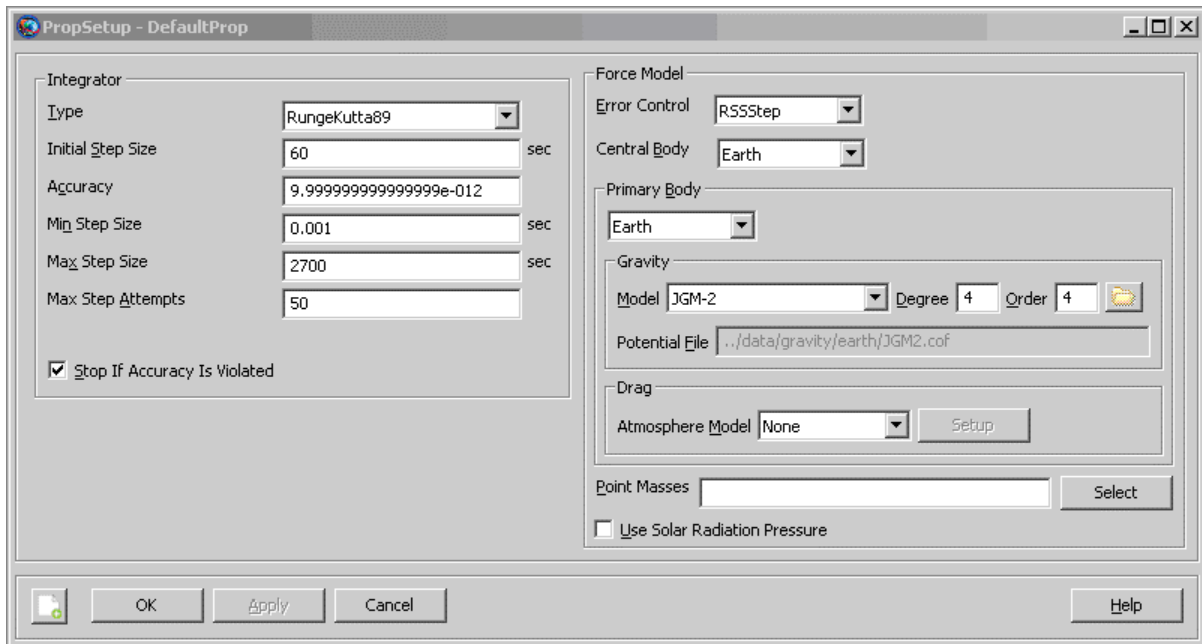 PropSetup - DefaultProp
Integrator
Type RungeKutta89
Initial Step Size 60 sec
Accuracy 9.999999999999999e-012
Min Step Size 0.001 sec
Max Step Size 2700 sec
Max Step Attempts 50
Stop If Accuracy Is Violated
Force Model
Error Control RSSStep
Central Body Earth
Primary Body
Earth
Gravity
Model JGM-2 Degree 4 Order 4
Potential File ../data/gravity/earth/JGM2.cof
Drag
Atmosphere Model None Setup
Point Masses Select
Use Solar Radiation Pressure
OK Apply Cancel Help